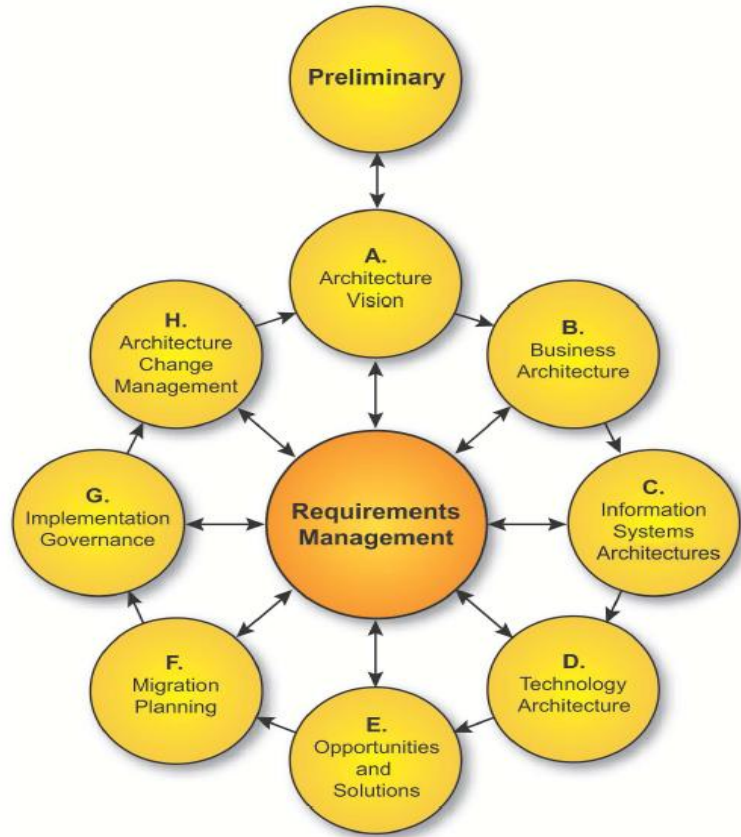 Preliminary
A.
Architecture
Vision
B.
Business
Architecture
C.
Information
Systems
Architectures
D.
Technology
Architecture
E.
Opportunities
and
Solutions
F.
Migration
Planning
G.
Implementation
Governance
H.
Architecture
Change
Management
Requirements
Management